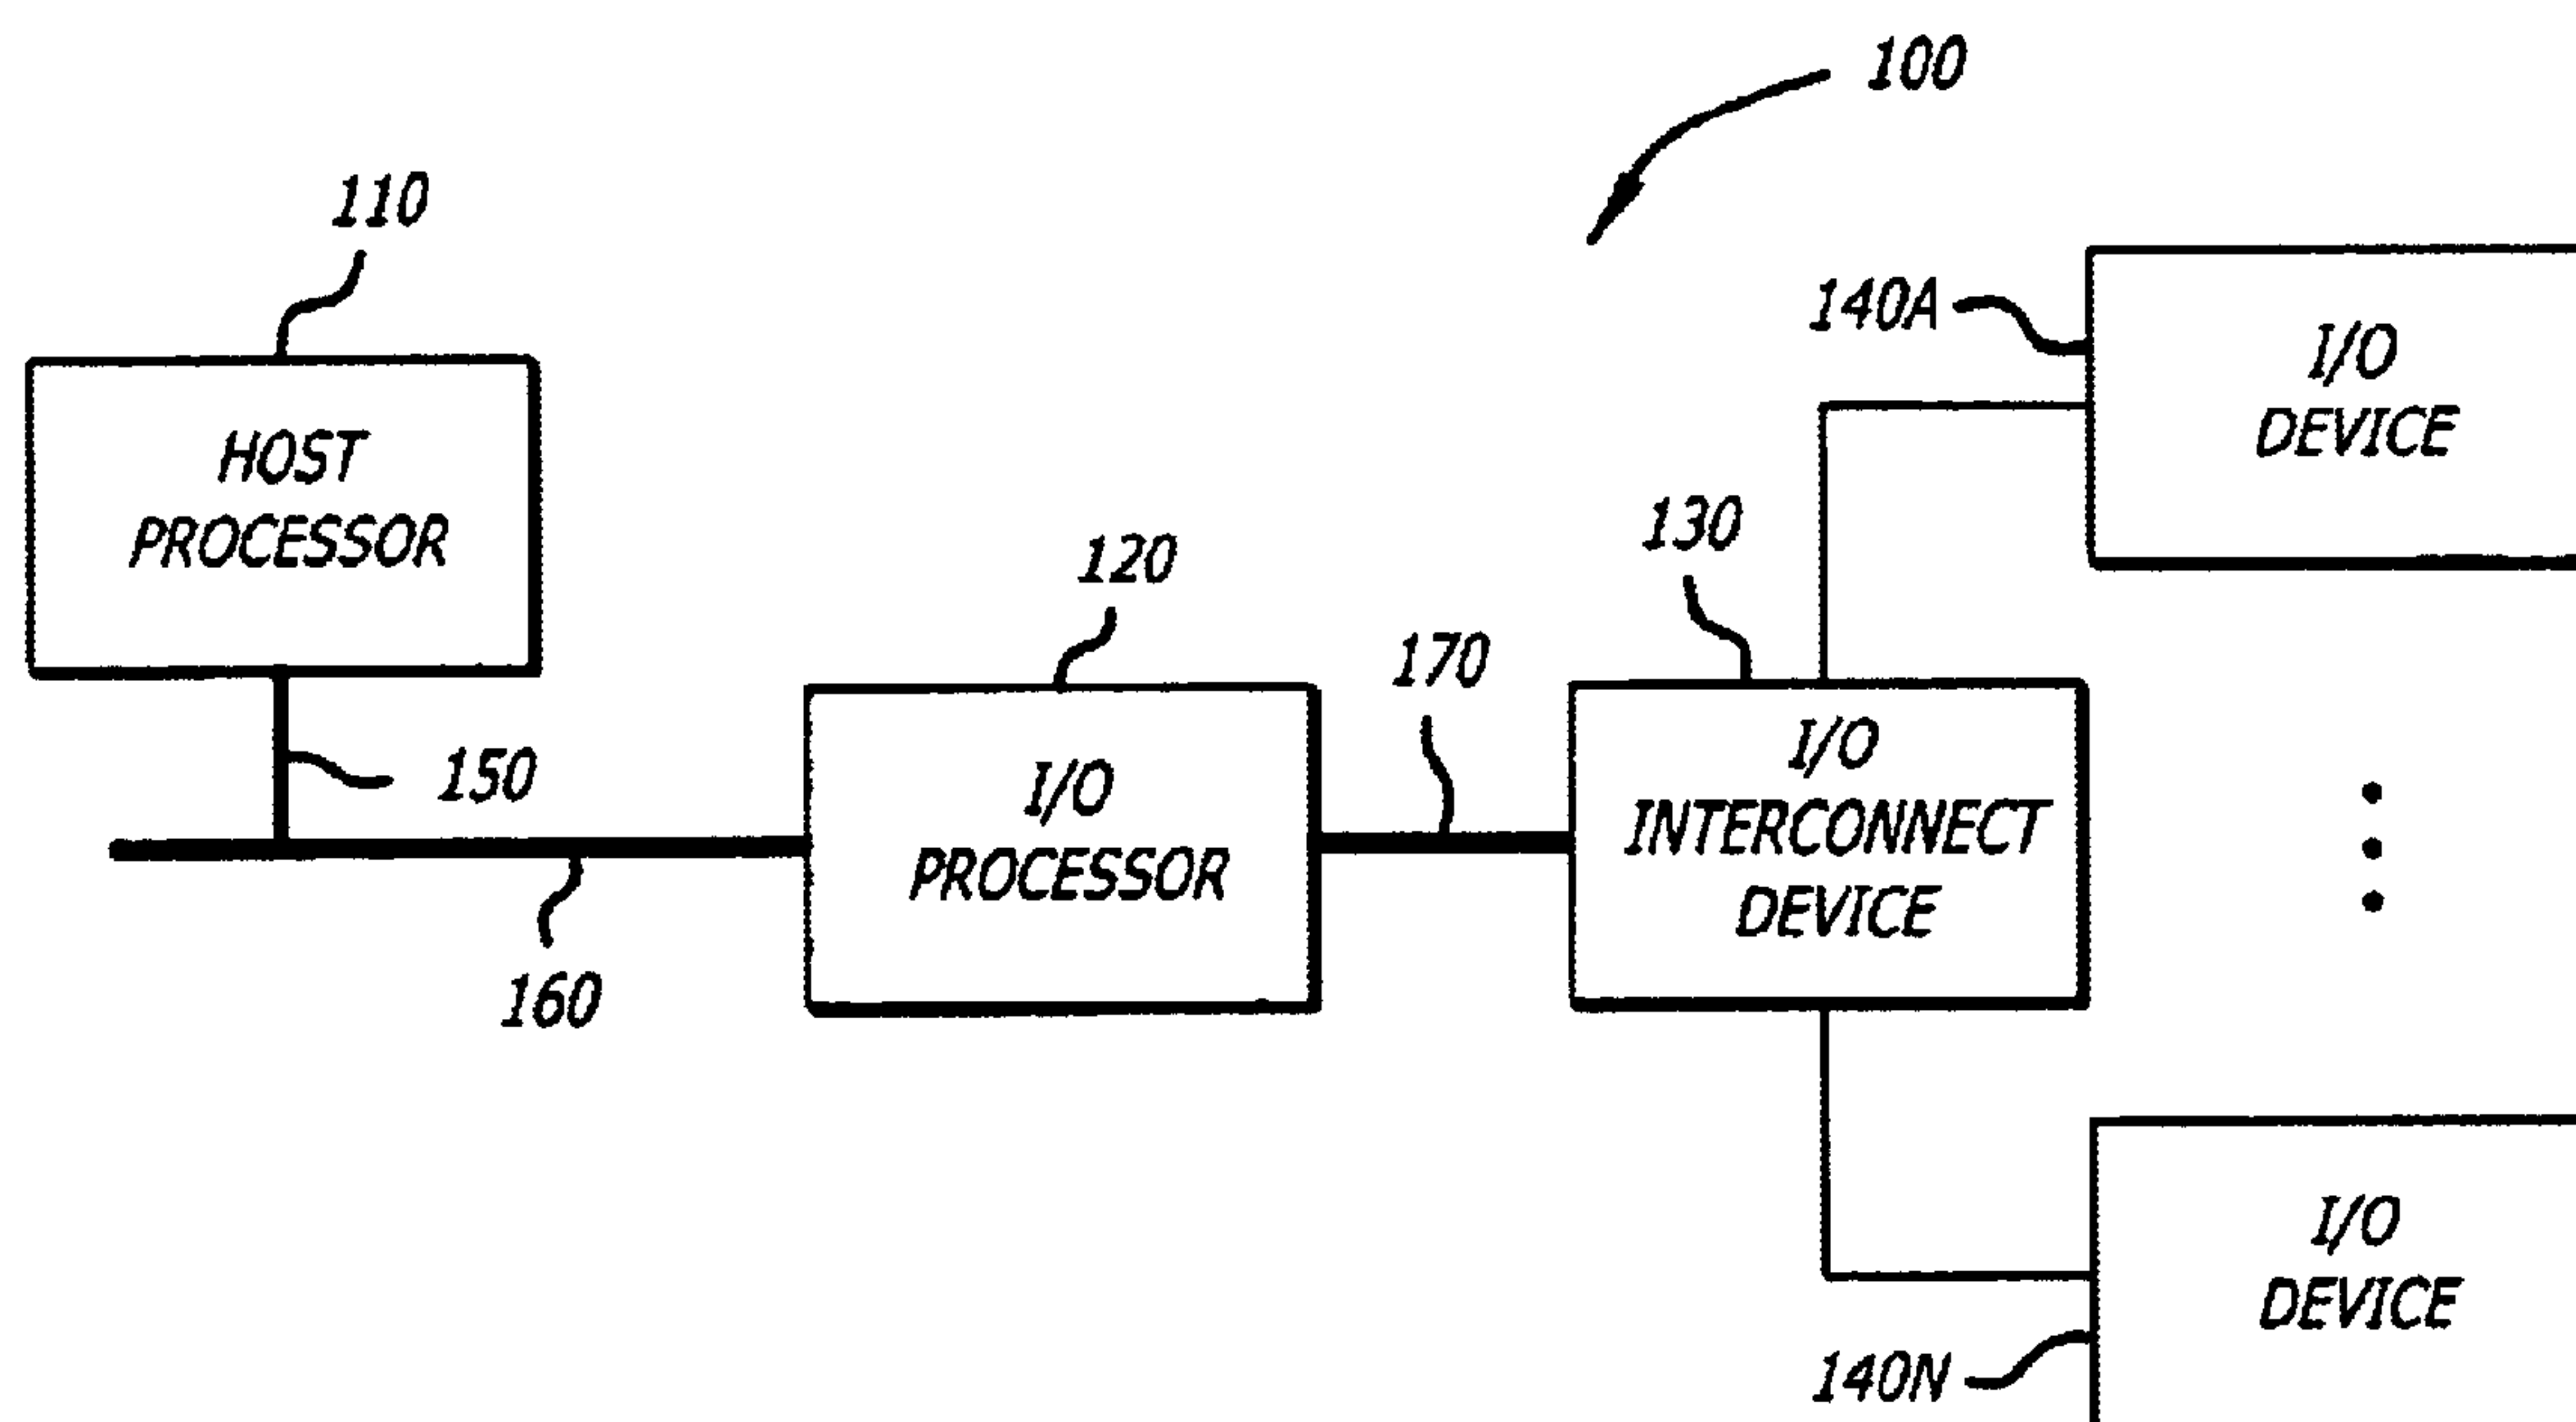 100
110
140A
I/O
DEVICE
HOST
PROCESSOR
120
130
170
150
I/O
PROCESSOR
I/O
INTERCONNECT
DEVICE
160
I/O
DEVICE
140N